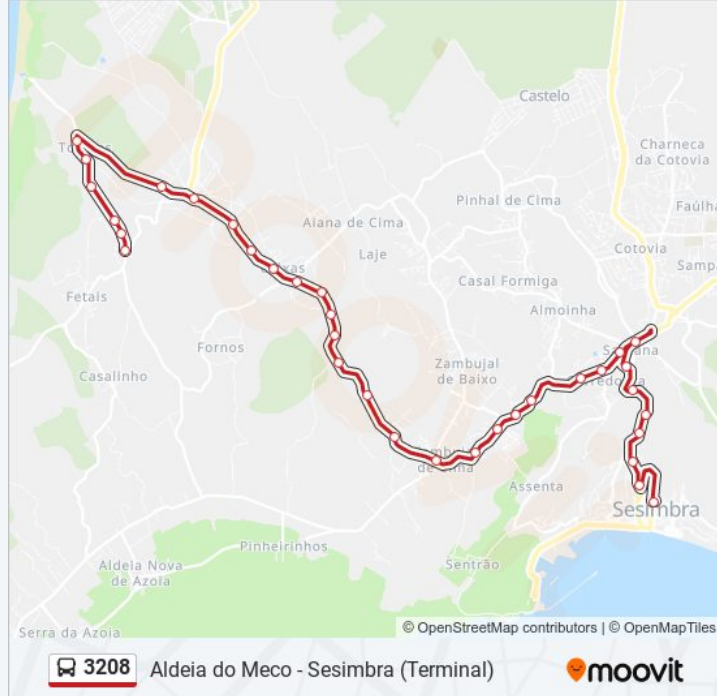 Castelo
Charneca
da Cotovia
Pinhal de Cima
Faúlha
Aiana de Cima
Laje
Cotovia
Sampa
Casal Formiga
Almoinha
Fetais
Fornos
Casalinho
Zambujal
de Baixo
Assenta
Sesimbra
Pinheirinhos
Aldeia Nova
de Azoia
Sentrão
Serra da Azoia
© OpenStreetMap contributors | © OpenMapTiles
3208 Aldeia do Meco - Sesimbra (Terminal)
moovit